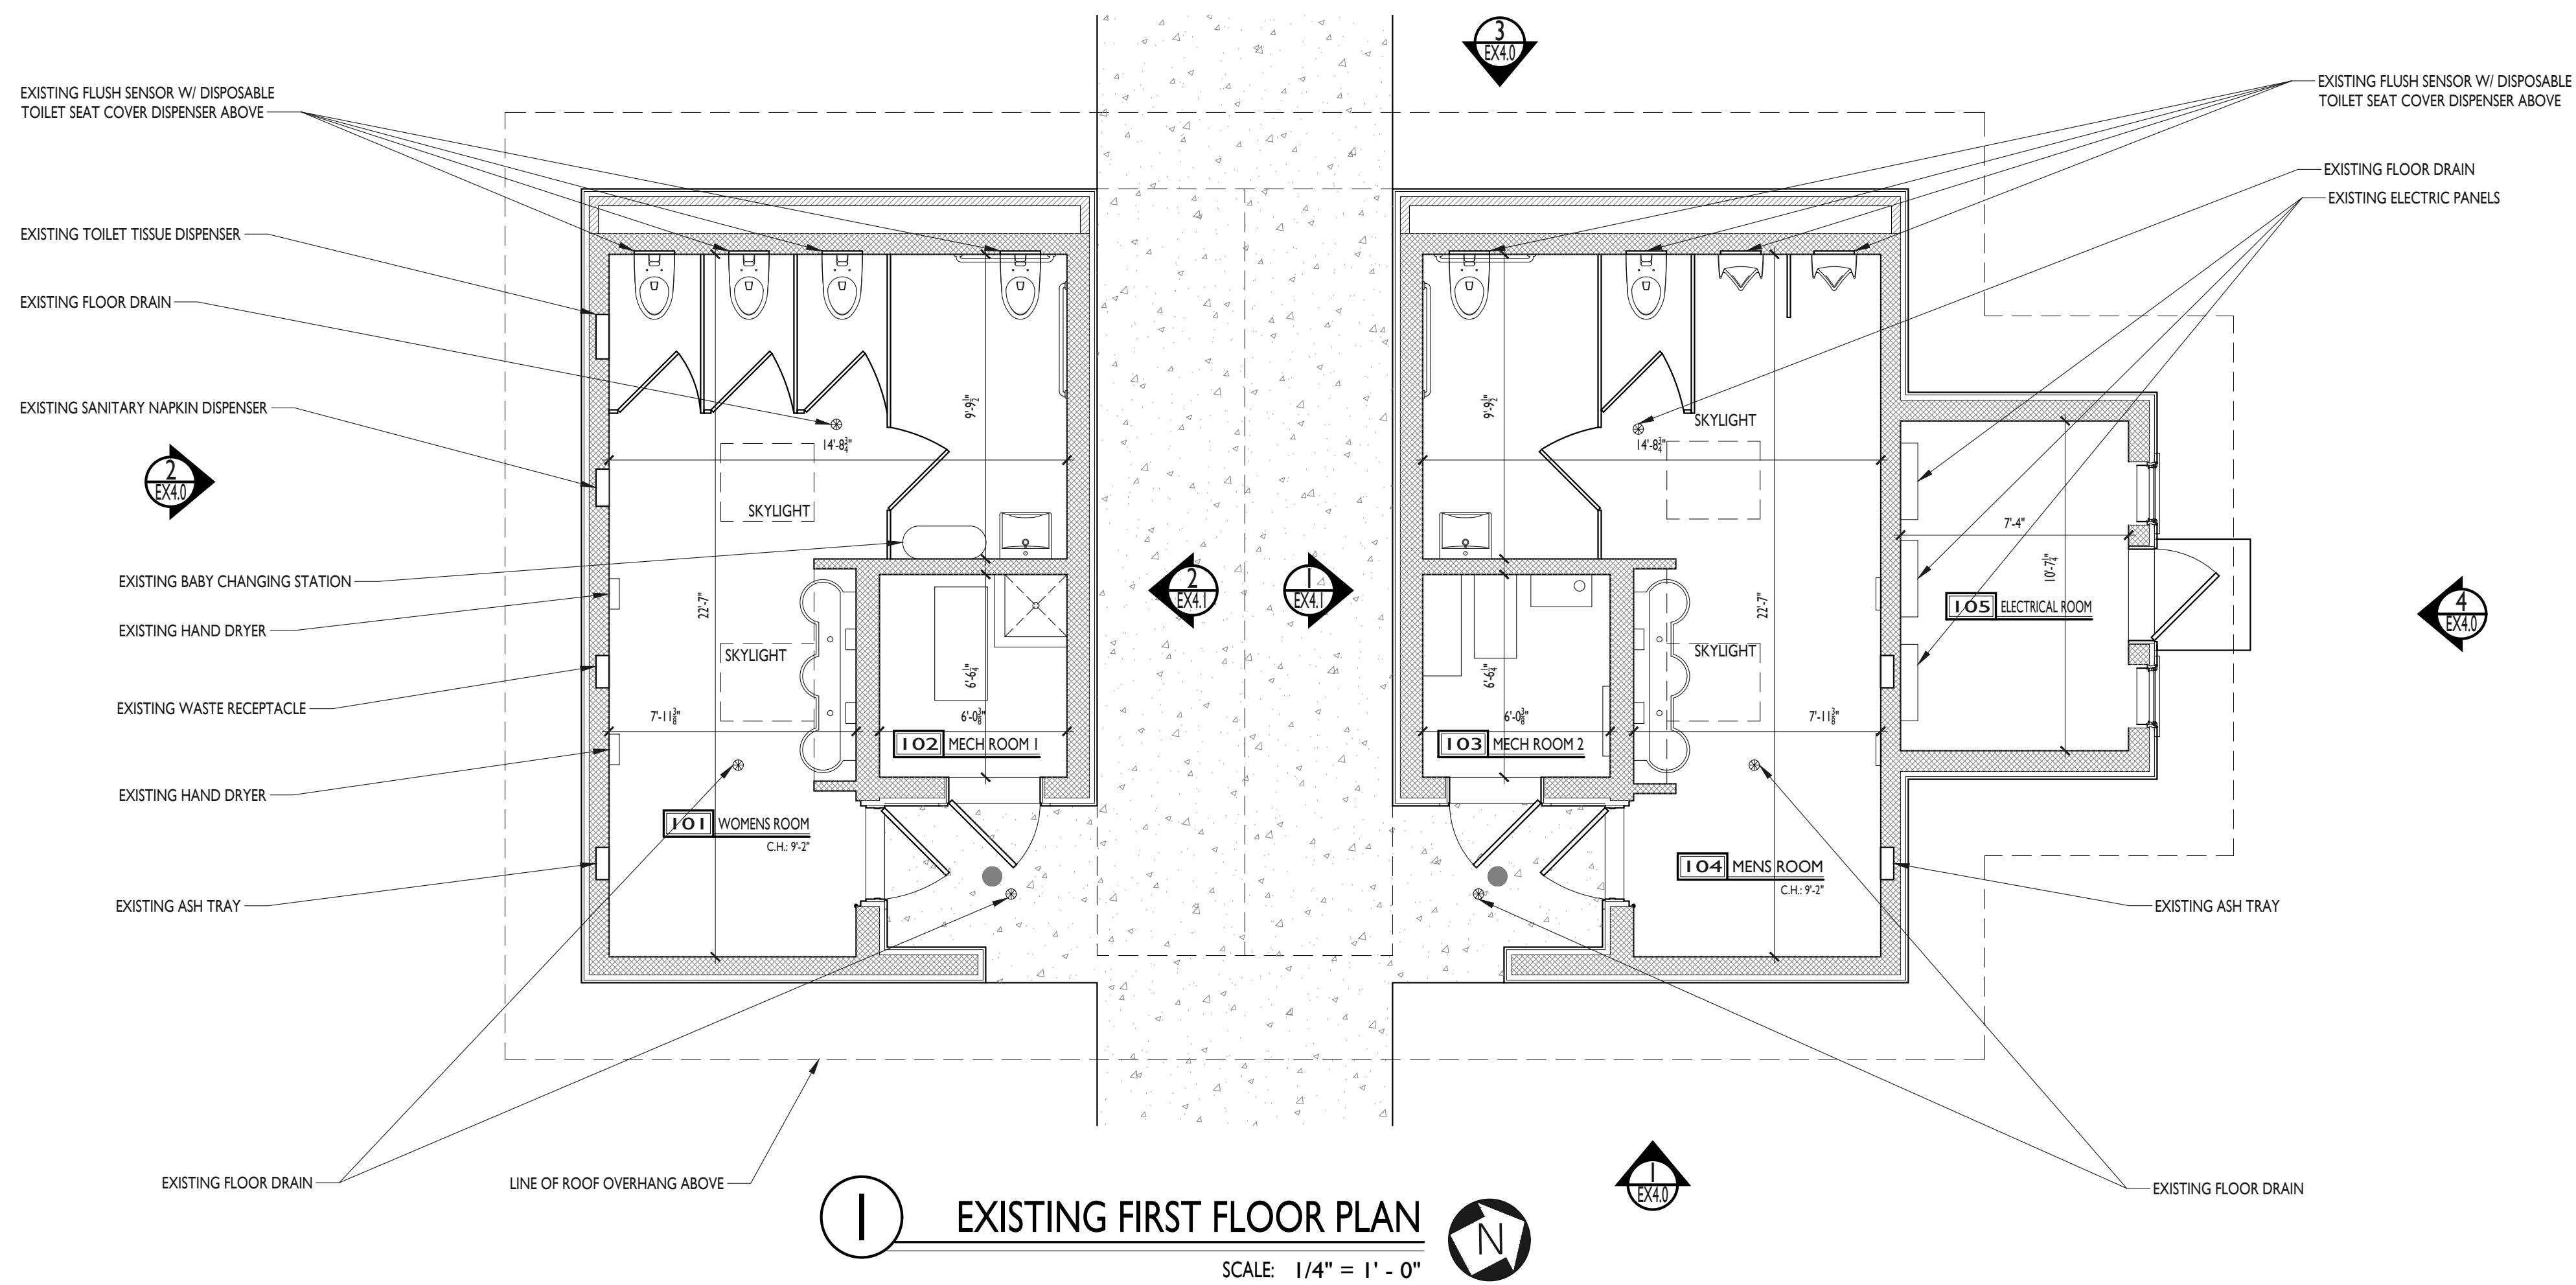 3
EX4.0
EXISTING FLUSH SENSOR W/ DISPOSABLE
TOILET SEAT COVER DISPENSER ABOVE
EXISTING FLUSH SENSOR W/ DISPOSABLE
TOILET SEAT COVER DISPENSER ABOVE
EXISTING FLOOR DRAIN
EXISTING ELECTRIC PANELS
EXISTING TOILET TISSUE DISPENSER
EXISTING FLOOR DRAIN
EXISTING SANITARY NAPKIN DISPENSER
2
EX4.0
9'-9½"
14'-8¾"
SKYLIGHT
9'-9½"
14'-8¾"
SKYLIGHT
7'-4"
10'-7¼"
105 ELECTRICAL ROOM
4
EX4.0
EXISTING BABY CHANGING STATION
EXISTING HAND DRYER
22'-7"
SKYLIGHT
2
EX4.1
1
EX4.1
22'-7"
SKYLIGHT
6'-6¼"
6'-6¼"
EXISTING WASTE RECEPTACLE
7'-11⅜"
6'-0⅜"
6'-0⅜"
7'-11⅜"
102 MECH ROOM 1
103 MECH ROOM 2
EXISTING HAND DRYER
101 WOMENS ROOM
C.H.: 9'-2"
104 MENS ROOM
C.H.: 9'-2"
EXISTING ASH TRAY
EXISTING ASH TRAY
EXISTING FLOOR DRAIN
LINE OF ROOF OVERHANG ABOVE
1
EX4.0
EXISTING FLOOR DRAIN
1
EXISTING FIRST FLOOR PLAN
N
SCALE: 1/4" = 1' - 0"